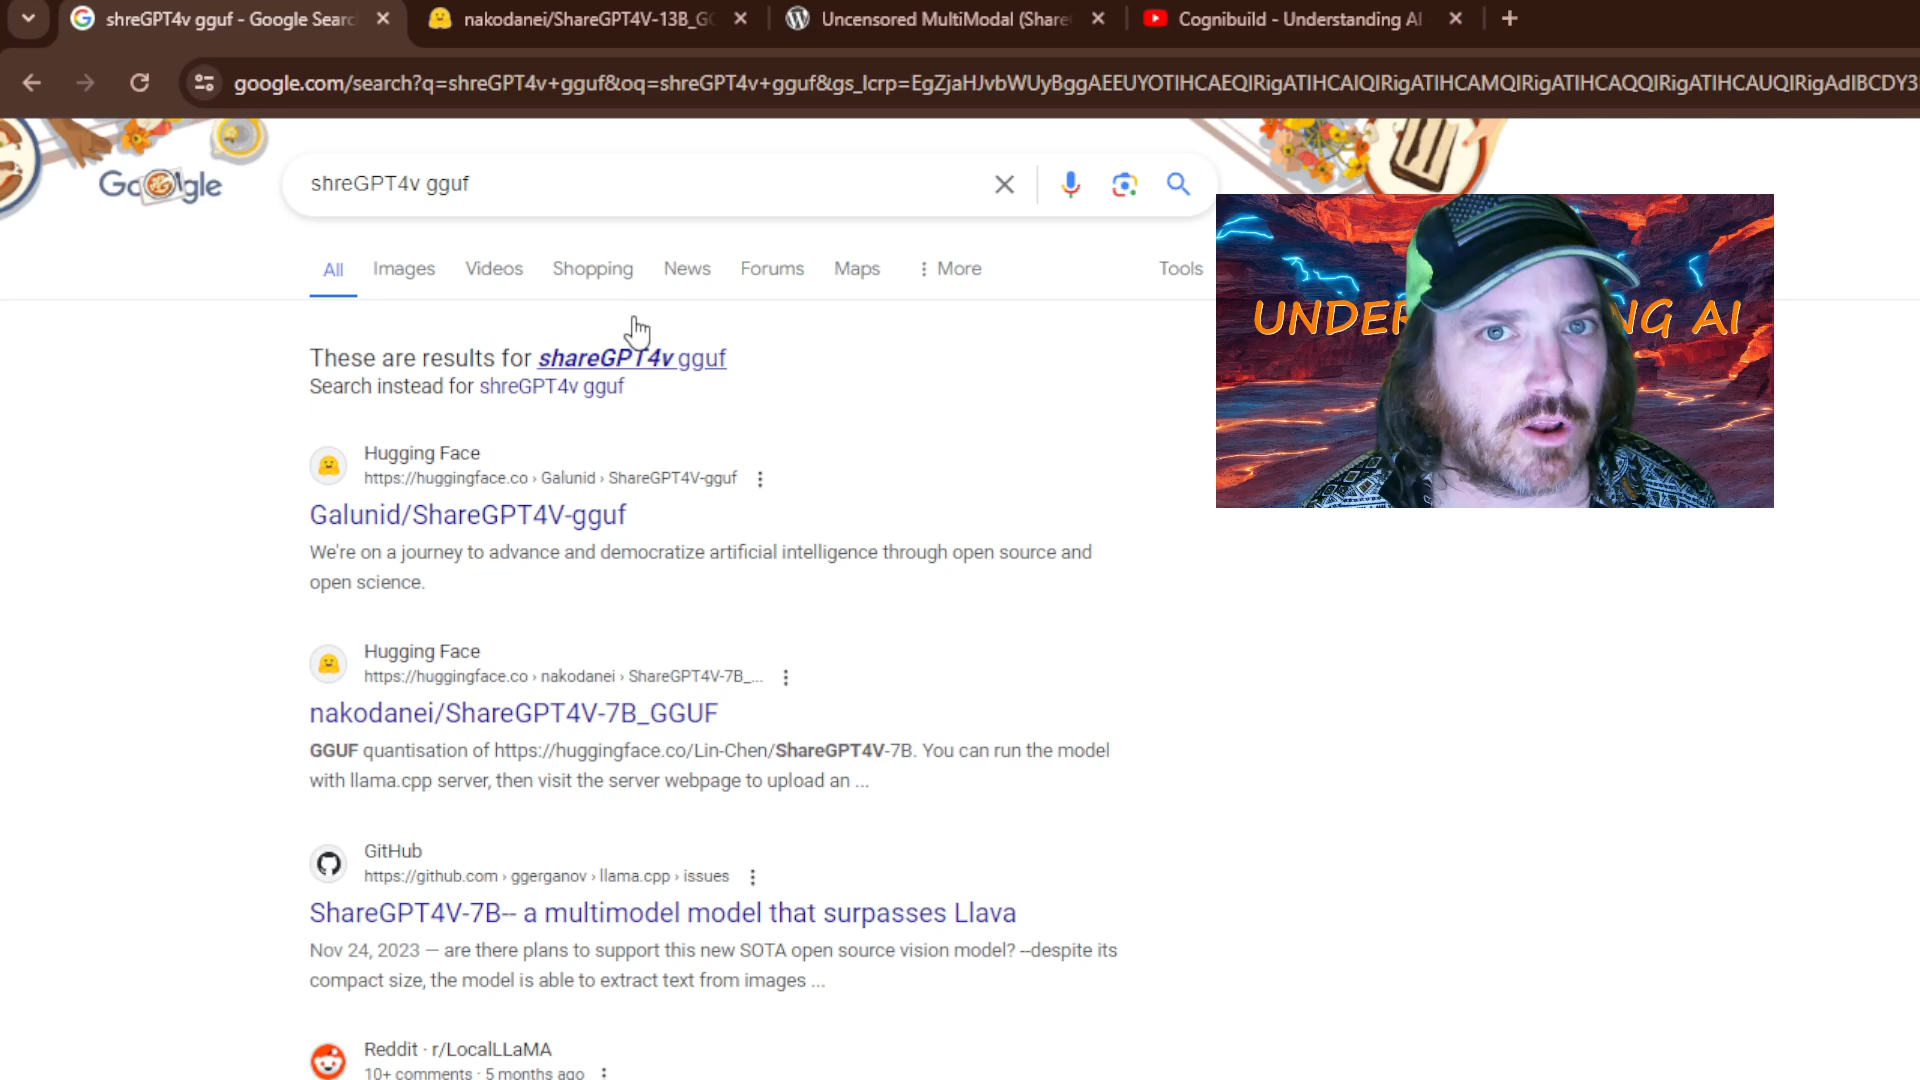 shreGPT4v gguf - Google Searc
nakodanei/ShareGPT4V-13B_G
Uncensored MultiModal (Share
Cognibuild - Understanding AI
google.com/search?q=shreGPT4v+gguf&oq=shreGPT4v+gguf&gs_lcrp=EgZjaHJvbWUyBggAEEUYOTIHCAEQIRigATIHCAIQIRigATIHCAMQIRigATIHCAQQIRigATIHCAUQIRigAdIBCDY3
Google
shreGPT4v gguf
All Images Videos Shopping News Forums Maps More Tools
UNDER NG AI
These are results for shareGPT4v gguf
Search instead for shreGPT4v gguf
Hugging Face
https://huggingface.co › Galunid › ShareGPT4V-gguf
Galunid/ShareGPT4V-gguf
We're on a journey to advance and democratize artificial intelligence through open source and
open science.
Hugging Face
https://huggingface.co › nakodanei › ShareGPT4V-7B_...
nakodanei/ShareGPT4V-7B_GGUF
GGUF quantisation of https://huggingface.co/Lin-Chen/ShareGPT4V-7B. You can run the model
with llama.cpp server, then visit the server webpage to upload an ...
GitHub
https://github.com › ggerganov › llama.cpp › issues
ShareGPT4V-7B-- a multimodel model that surpasses Llava
Nov 24, 2023 — are there plans to support this new SOTA open source vision model? --despite its
compact size, the model is able to extract text from images ...
Reddit · r/LocalLLaMA
10+ comments · 5 months ago